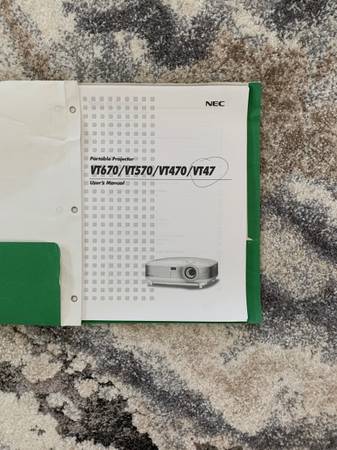 NEC
Portable Projector
VT670/VT570/VT470/VT47
User's Manual